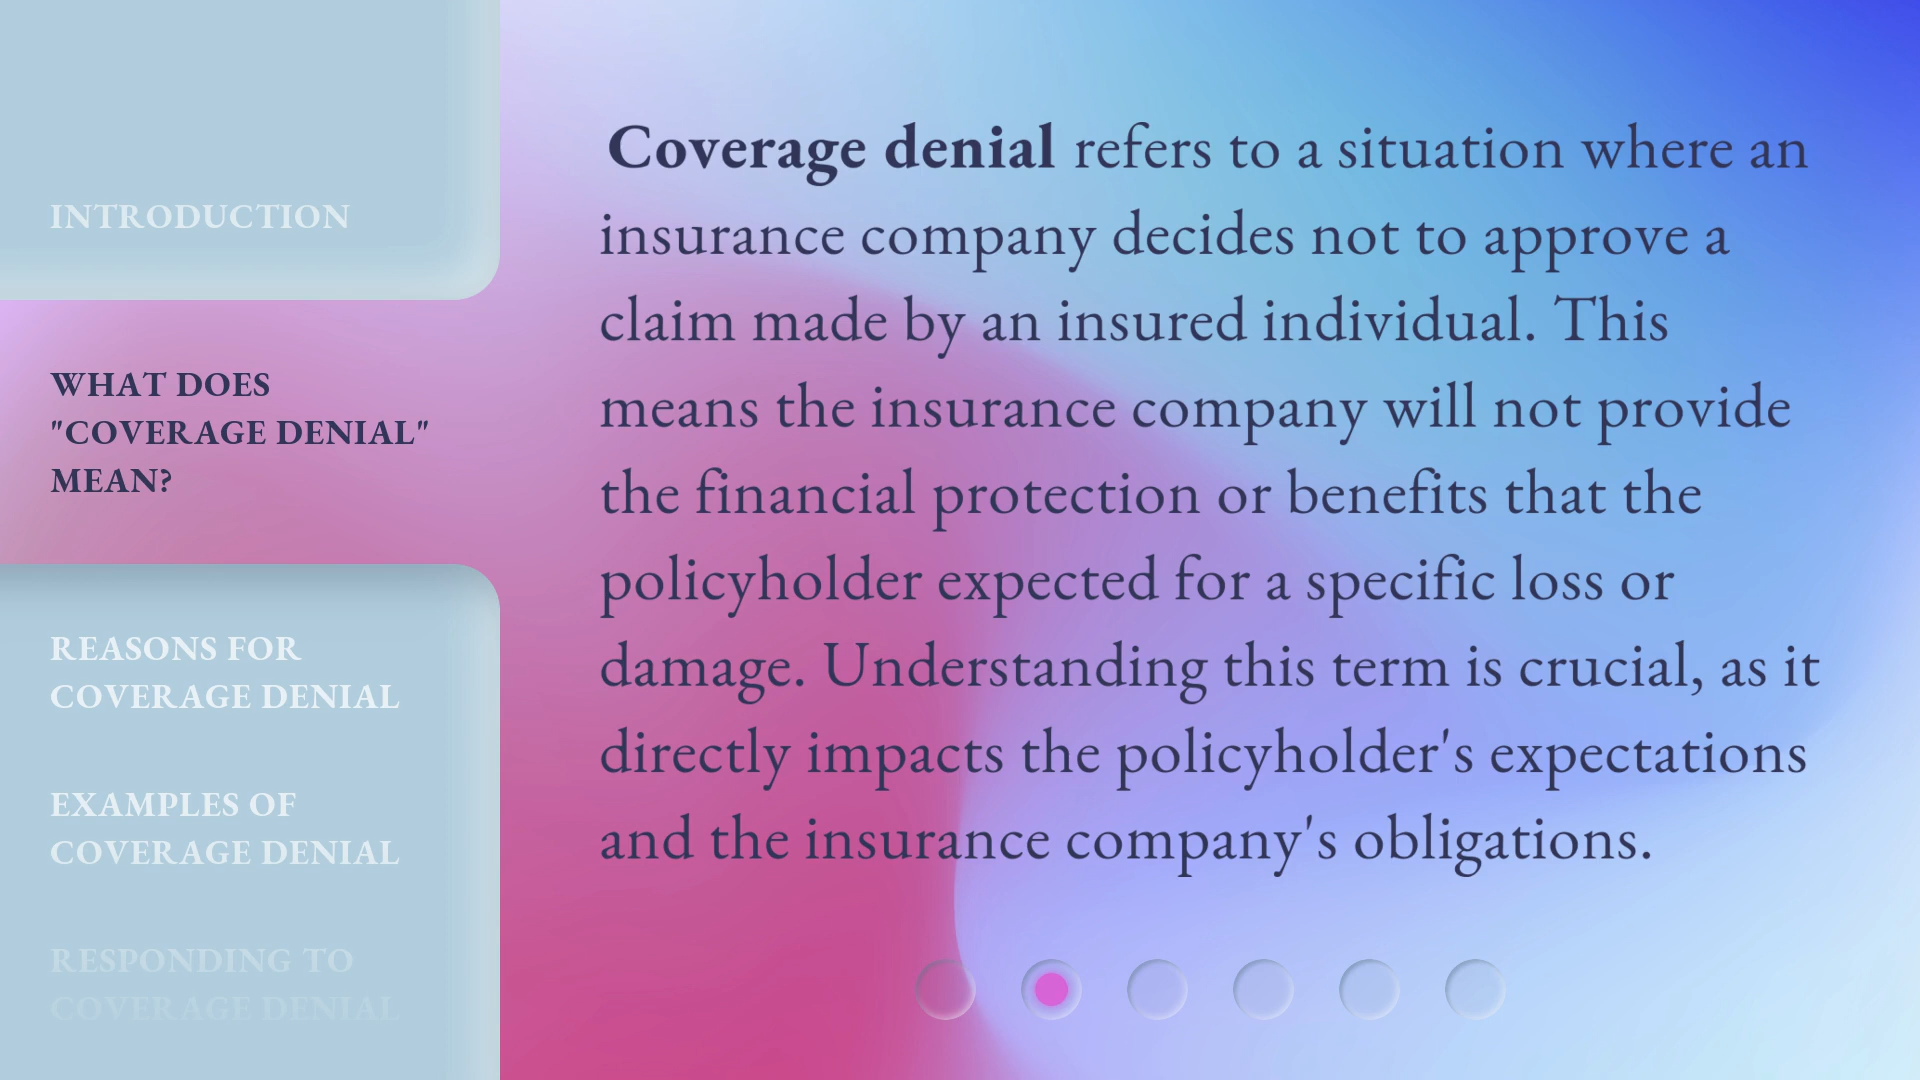 INTRODUCTION
WHAT DOES
"COVERAGE DENIAL"
MEAN?
REASONS FOR
COVERAGE DENIAL
EXAMPLES OF
COVERAGE DENIAL
RESPONDING TO
COVERAGE DENIAL
Coverage denial refers to a situation where an
insurance company decides not to approve a
claim made by an insured individual. This
means the insurance company will not provide
the financial protection or benefits that the
policyholder expected for a specific loss or
damage. Understanding this term is crucial, as it
directly impacts the policyholder's expectations
and the insurance company's obligations.